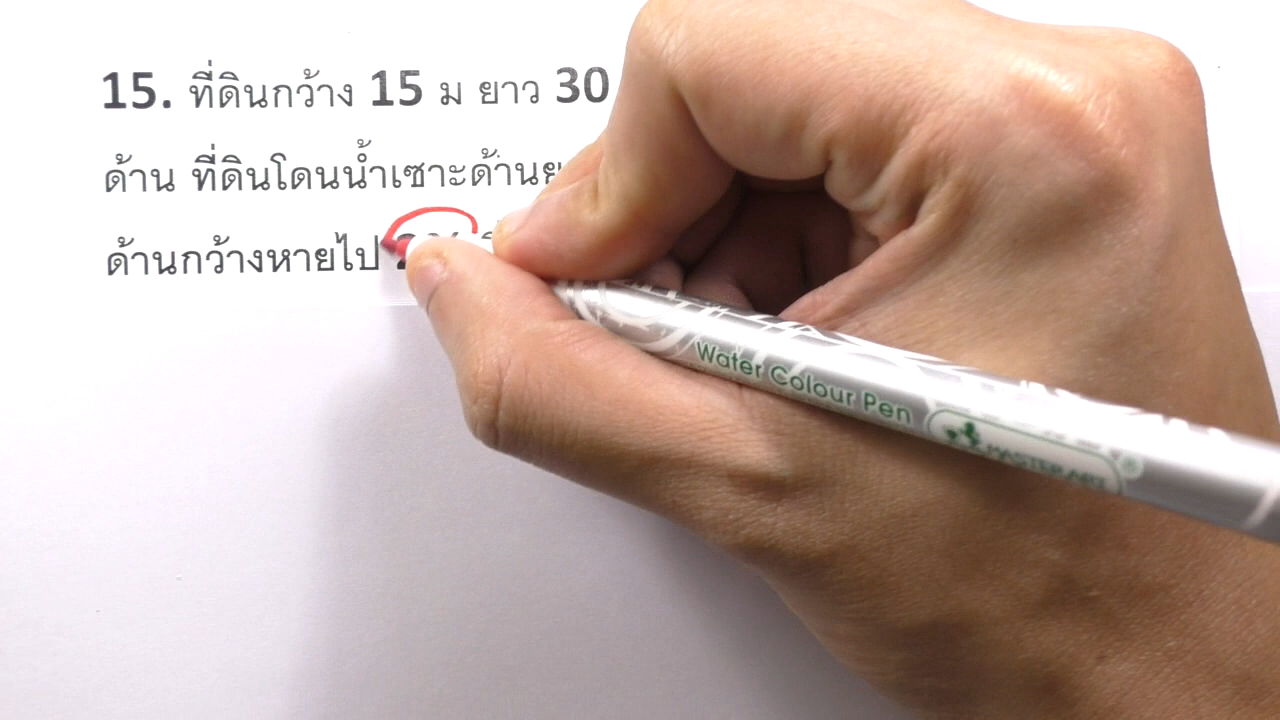 15. ที่ดินกว้าง 15 ม ยาว 30
ด้าน ที่ดินโดนน้ำเซาะด้านย
ด้านกว้างหายไป
Water Colour Pen
MASTER ART